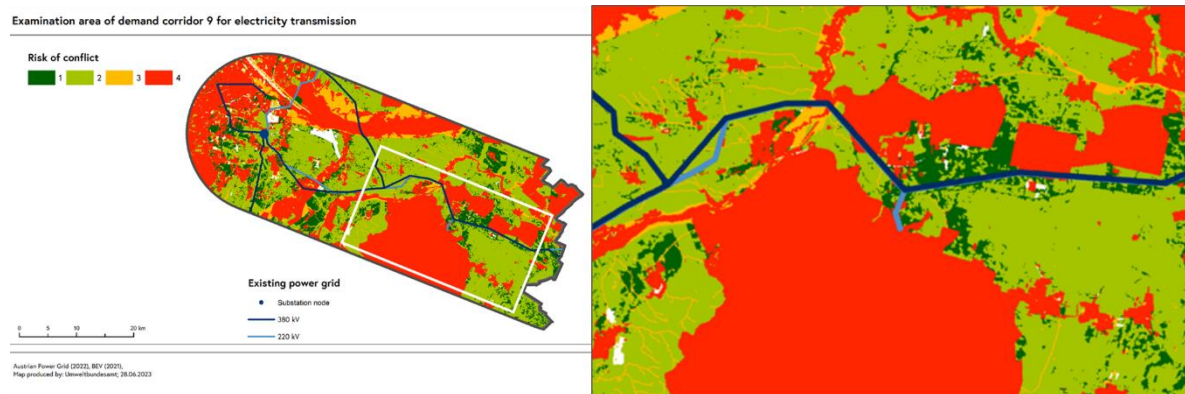 Examination area of demand corridor 9 for electricity transmission
Risk of conflict
1 2 3 4
Existing power grid
Substation node
380 kV
220 kV
0 5 10 20 km
Austrian Power Grid (2022), BEV (2021),
Map produced by: Umweltbundesamt; 28.06.2023